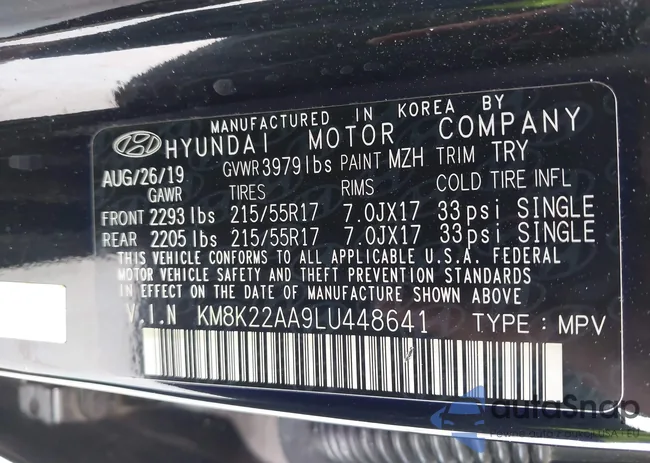 MANUFACTURED IN KOREA BY
HYUNDAI MOTOR COMPANY
AUG/26/19 GVWR 3979 lbs PAINT MZH TRIM TRY
GAWR TIRES RIMS COLD TIRE INFL
FRONT 2293 lbs 215/55R17 7.0JX17 33 psi SINGLE
REAR 2205 lbs 215/55R17 7.0JX17 33 psi SINGLE
THIS VEHICLE CONFORMS TO ALL APPLICABLE U.S.A. FEDERAL
MOTOR VEHICLE SAFETY AND THEFT PREVENTION STANDARDS
IN EFFECT ON THE DATE OF MANUFACTURE SHOWN ABOVE
V.I.N KM8K22AA9LU448641 TYPE : MPV
autoSnap